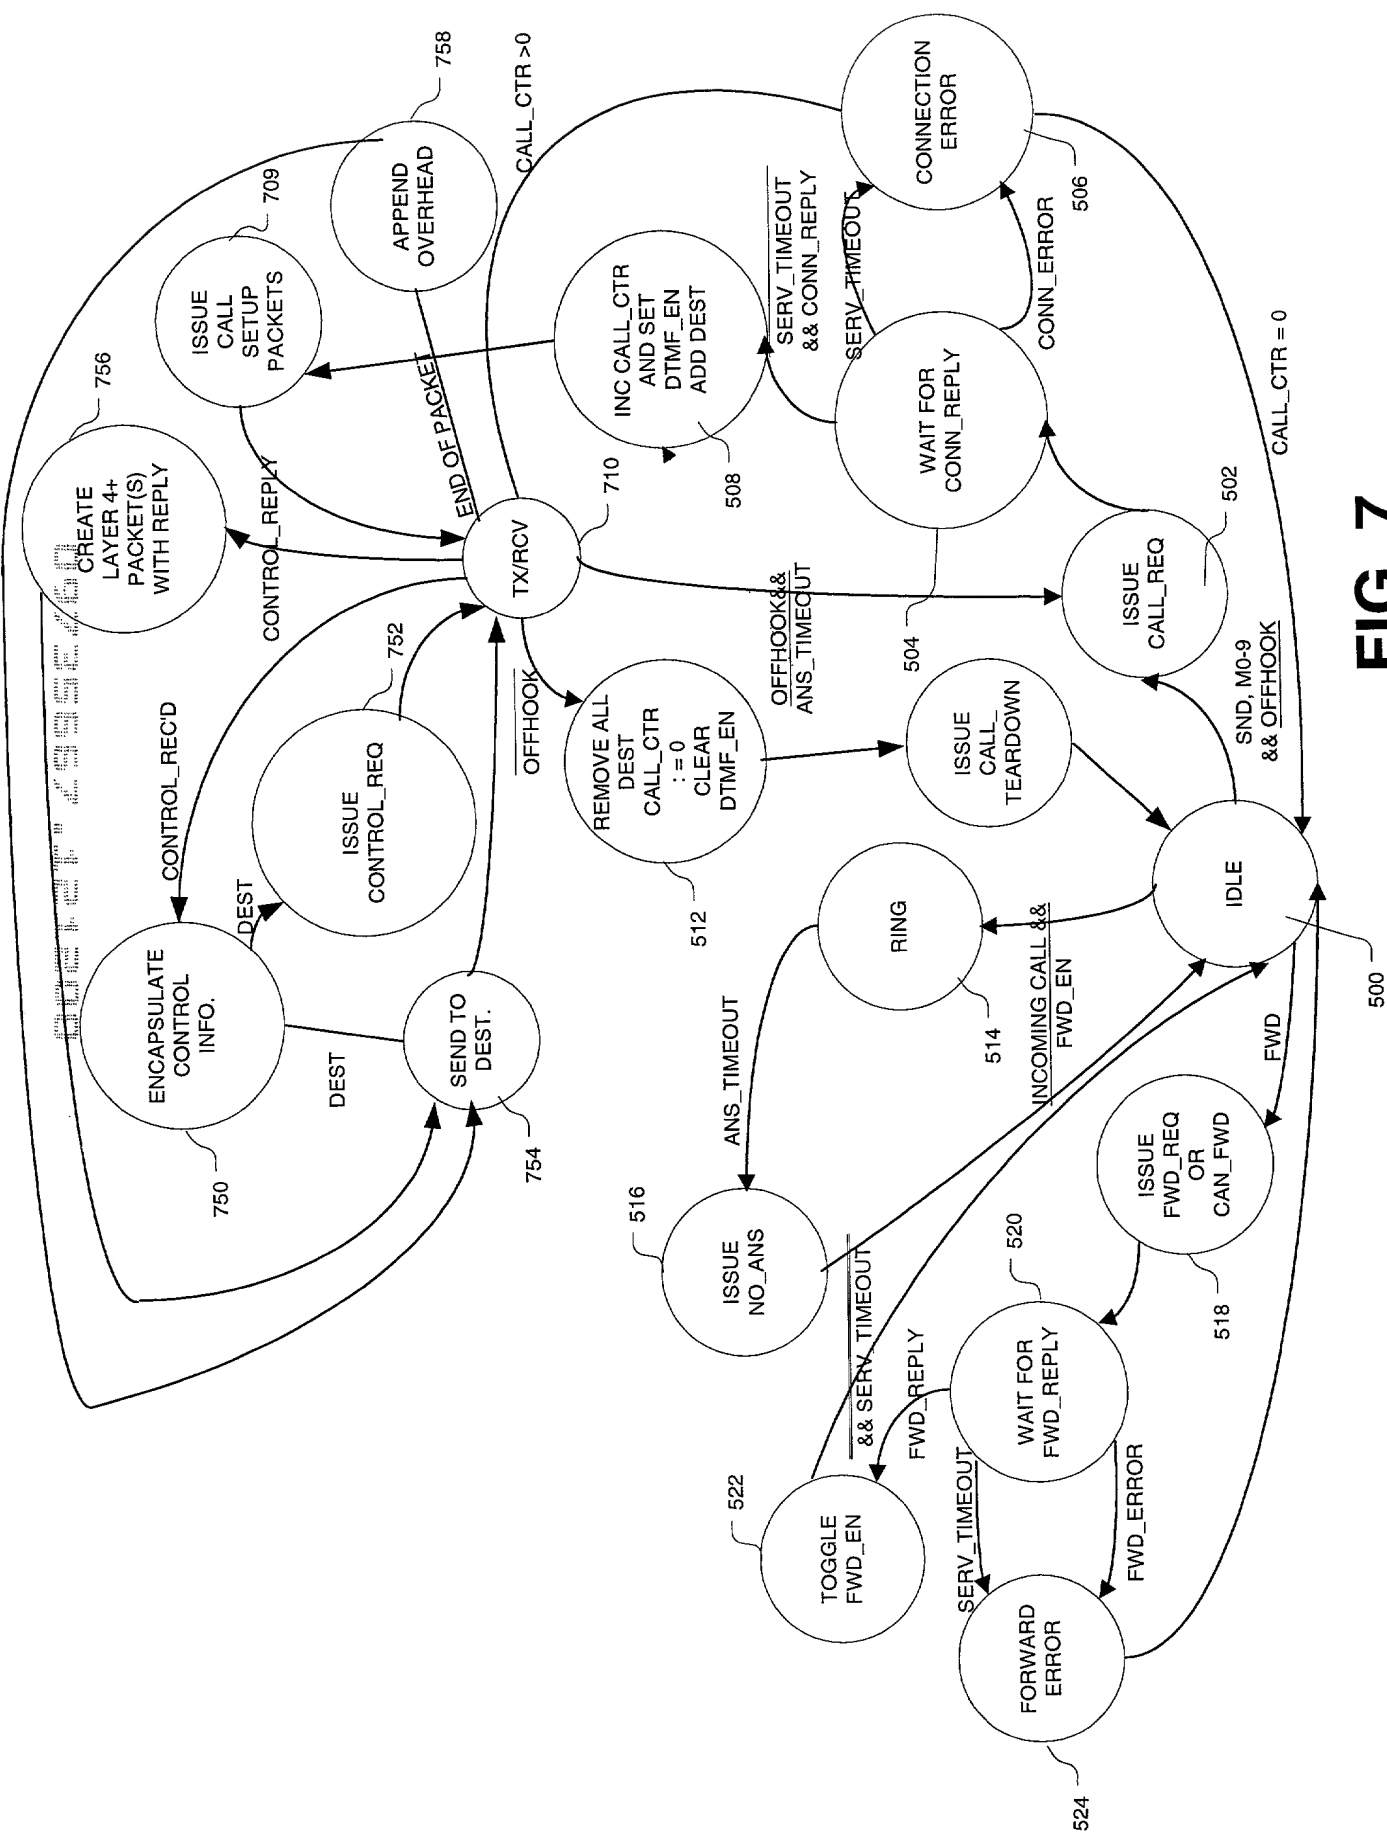 758
CALL_CTR >0
709
APPEND
OVERHEAD
CONNECTION
ERROR
506
ISSUE
CALL
SETUP
PACKETS
756
END OF PACKET
INC CALL_CTR
AND SET
DTMF_EN
ADD DEST
508
SERV_TIMEOUT
&& CONN_REPLY
SERV_TIMEOUT
CONN_ERROR
WAIT FOR
CONN_REPLY
504
CALL_CTR = 0
CREATE
LAYER 4+
PACKET(S)
WITH REPLY
CONTROL_REPLY
TX/RCV
710
502
ISSUE
CALL_REQ
OFFHOOK&&
ANS_TIMEOUT
SND, M0-9
&& OFFHOOK
CONTROL_REC'D
752
ISSUE
CONTROL_REQ
OFFHOOK
REMOVE ALL
DEST
CALL_CTR
:= 0
CLEAR
DTMF_EN
512
ISSUE
CALL_
TEARDOWN
DEST
ENCAPSULATE
CONTROL
INFO.
750
DEST
SEND TO
DEST.
754
RING
514
IDLE
500
INCOMING CALL &&
FWD_EN
FWD
ANS_TIMEOUT
516
ISSUE
NO_ANS
ISSUE
FWD_REQ
OR
CAN_FWD
518
520
WAIT FOR
FWD_REPLY
&& SERV_TIMEOUT
FWD_REPLY
522
TOGGLE
FWD_EN
SERV_TIMEOUT
FWD_ERROR
FORWARD
ERROR
524
FIG. 7